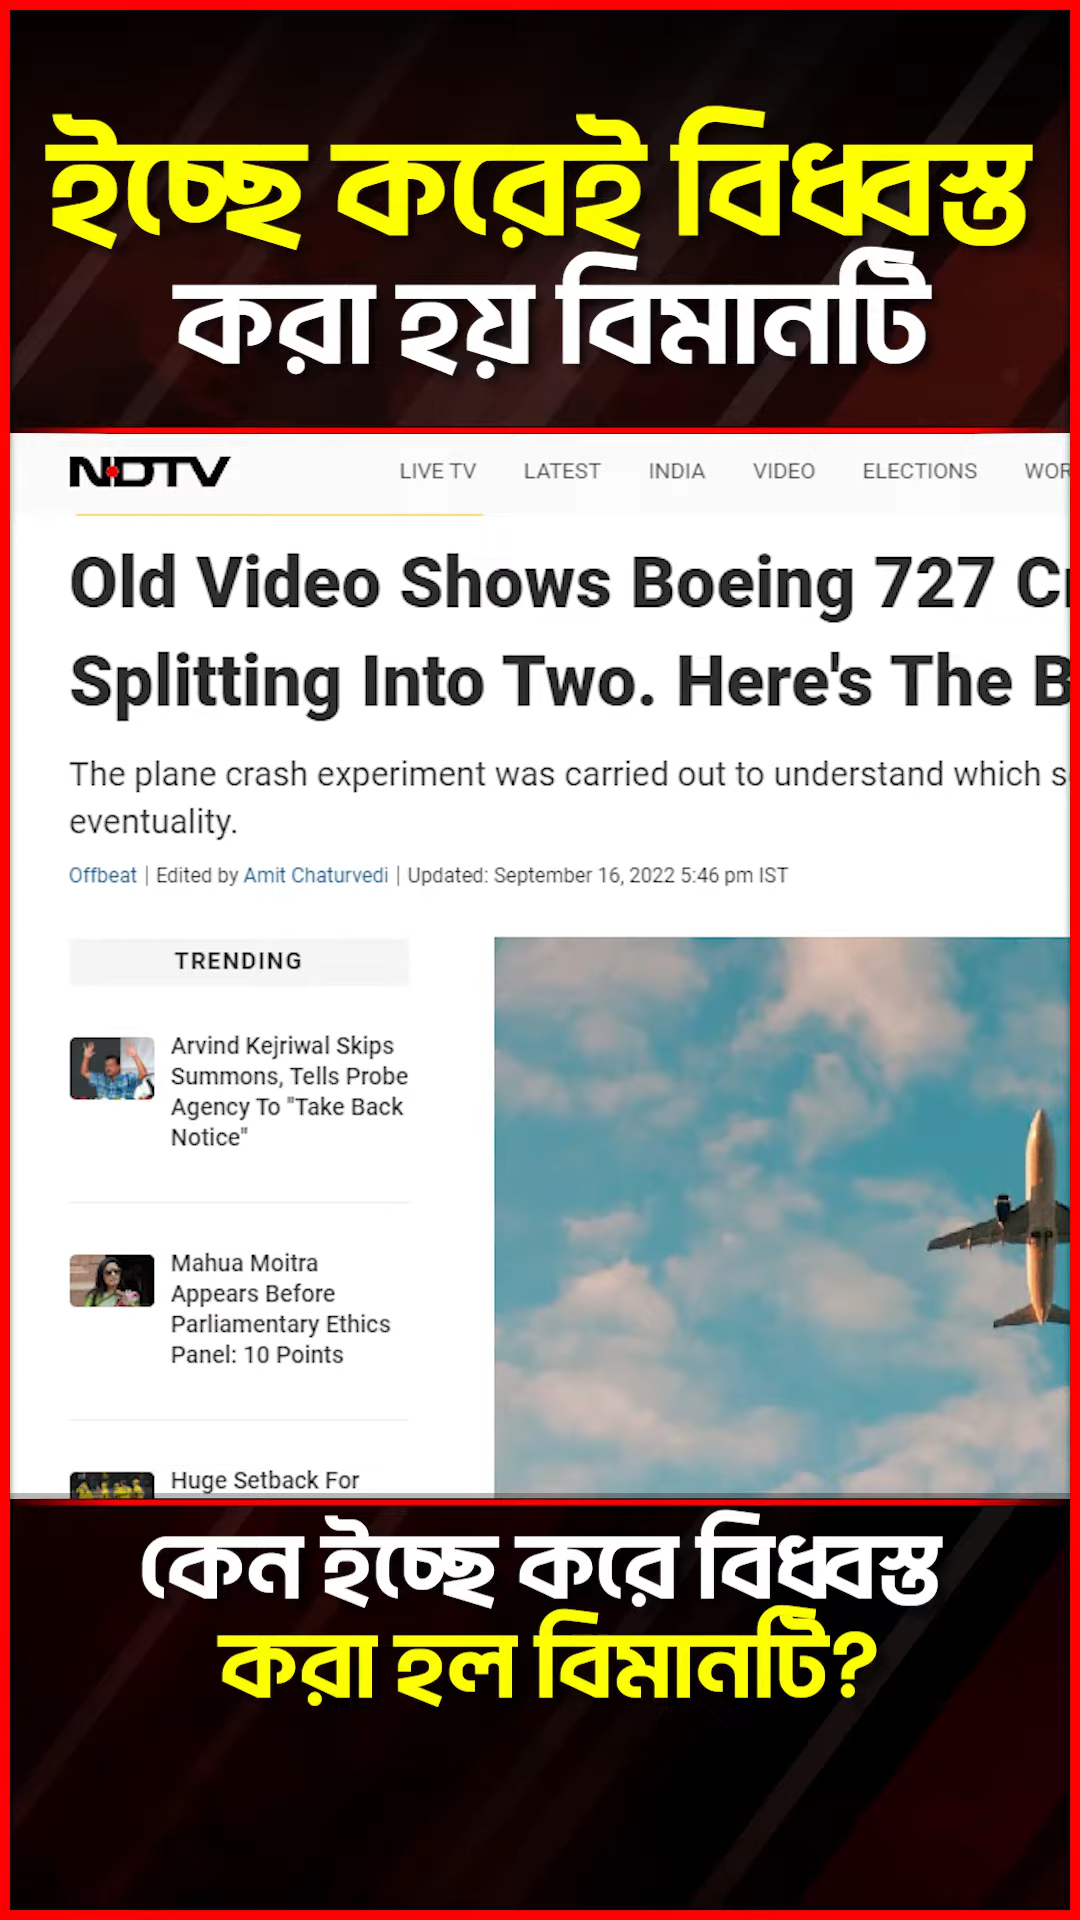 ইচ্ছে করেই বিধ্বস্ত
করা হয় বিমানটি
NDTV
LIVE TV LATEST INDIA VIDEO ELECTIONS
Old Video Shows Boeing 727
Splitting Into Two. Here's The
The plane crash experiment was carried out to understand which
eventuality.
Offbeat | Edited by Amit Chaturvedi | Updated: September 16, 2022 5:46 pm IST
TRENDING
Arvind Kejriwal Skips
Summons, Tells Probe
Agency To "Take Back
Notice"
Mahua Moitra
Appears Before
Parliamentary Ethics
Panel: 10 Points
Huge Setback For
কেন ইচ্ছে করে বিধ্বস্ত
করা হল বিমানটি?